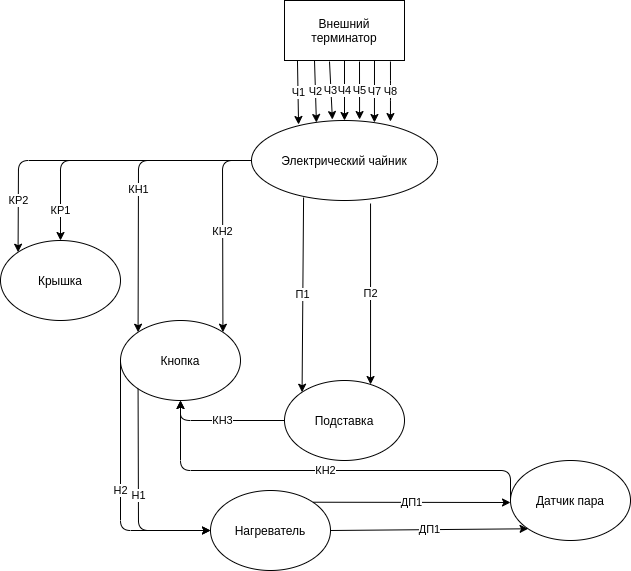 Внешний
терминатор
Ч1 Ч2 Ч3 Ч4 Ч5 Ч7 Ч8
Электрический чайник
КН1
КР2
КР1
КН2
Крышка
П1
П2
Кнопка
КН3
Подставка
КН2
Н2
Н1
ДП1
Датчик пара
Нагреватель
ДП1